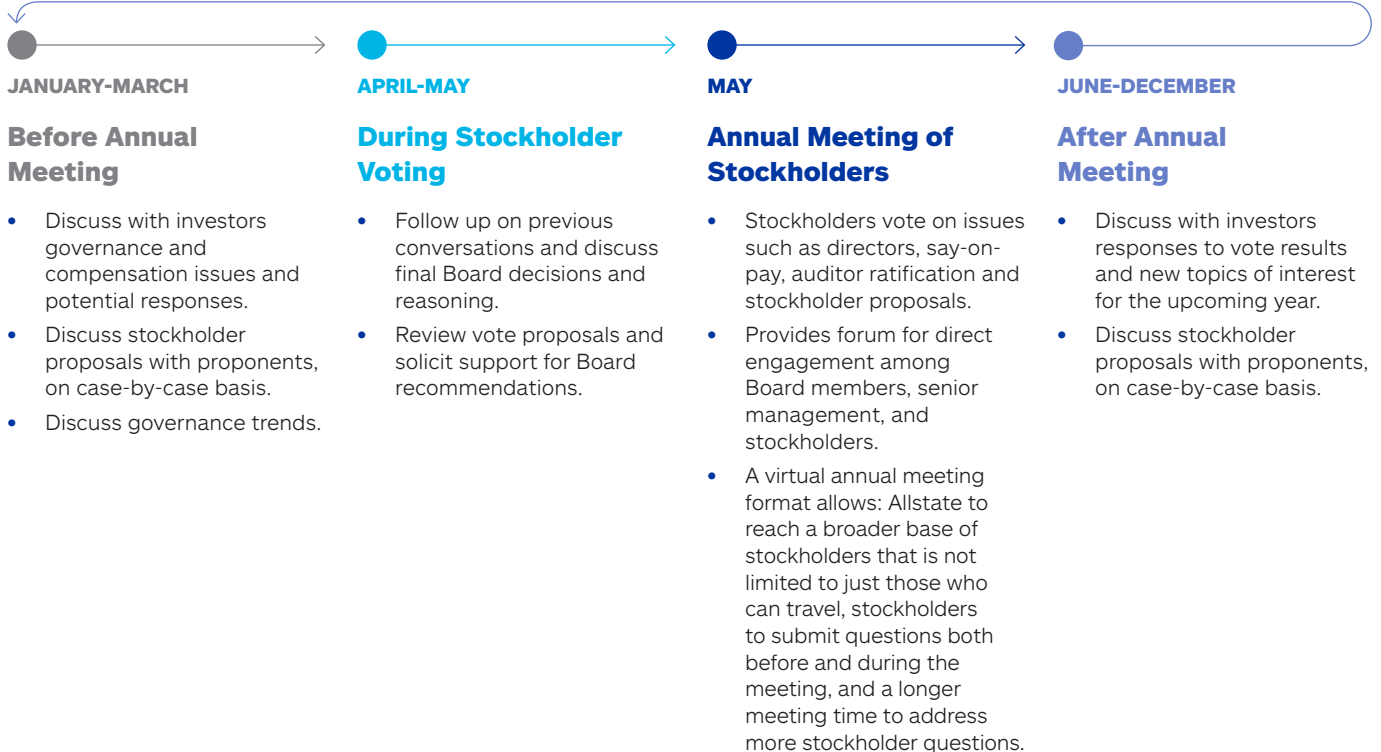 JANUARY-MARCH
Before Annual
Meeting
• Discuss with investors
governance and
compensation issues and
potential responses.
• Discuss stockholder
proposals with proponents,
on case-by-case basis.
• Discuss governance trends.
APRIL-MAY
During Stockholder
Voting
• Follow up on previous
conversations and discuss
final Board decisions and
reasoning.
• Review vote proposals and
solicit support for Board
recommendations.
MAY
Annual Meeting of
Stockholders
• Stockholders vote on issues
such as directors, say-on-
pay, auditor ratification and
stockholder proposals.
• Provides forum for direct
engagement among
Board members, senior
management, and
stockholders.
• A virtual annual meeting
format allows: Allstate to
reach a broader base of
stockholders that is not
limited to just those who
can travel, stockholders
to submit questions both
before and during the
meeting, and a longer
meeting time to address
more stockholder questions.
JUNE-DECEMBER
After Annual
Meeting
• Discuss with investors
responses to vote results
and new topics of interest
for the upcoming year.
• Discuss stockholder
proposals with proponents,
on case-by-case basis.